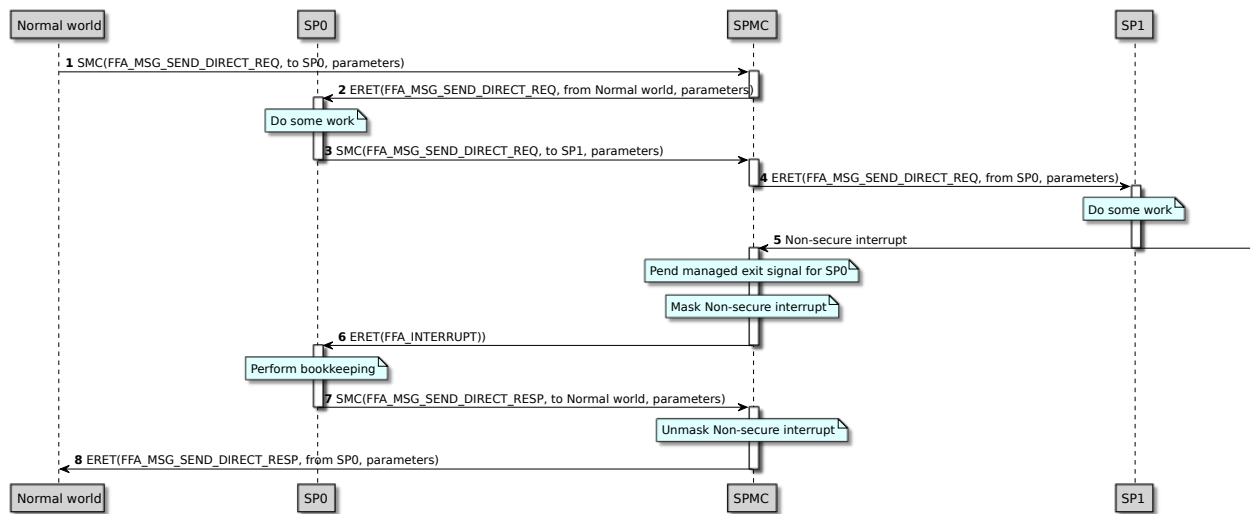 Normal world
SP0
SPMC
SP1
1 SMC(FFA_MSG_SEND_DIRECT_REQ, to SP0, parameters)
2 ERET(FFA_MSG_SEND_DIRECT_REQ, from Normal world, parameters)
Do some work
3 SMC(FFA_MSG_SEND_DIRECT_REQ, to SP1, parameters)
4 ERET(FFA_MSG_SEND_DIRECT_REQ, from SP0, parameters)
Do some work
5 Non-secure interrupt
Pend managed exit signal for SP0
Mask Non-secure interrupt
6 ERET(FFA_INTERRUPT))
Perform bookkeeping
7 SMC(FFA_MSG_SEND_DIRECT_RESP, to Normal world, parameters)
Unmask Non-secure interrupt
8 ERET(FFA_MSG_SEND_DIRECT_RESP, from SP0, parameters)
Normal world
SP0
SPMC
SP1